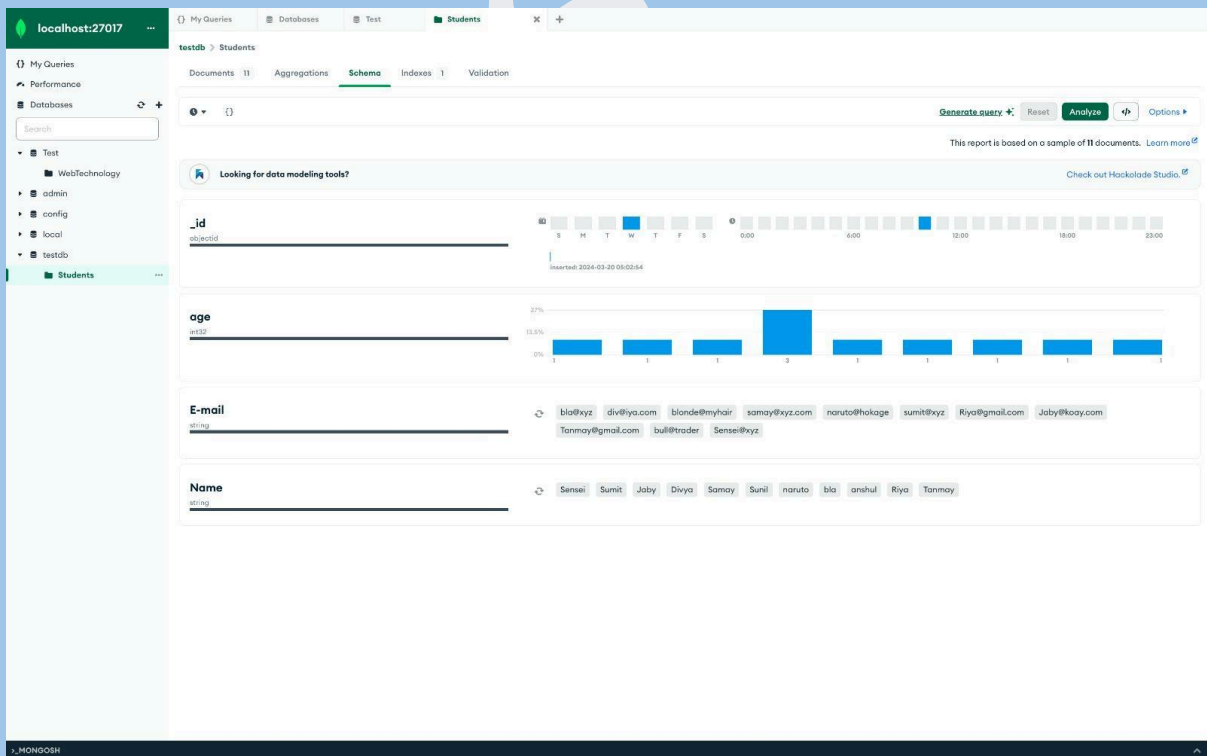 localhost:27017 ...
{} My Queries
Performance
Databases
Search
Test
WebTechnology
admin
config
local
testdb
Students ...
{} My Queries Databases Test Students
testdb > Students
Documents 11 Aggregations Schema Indexes 1 Validation
{} Generate query Reset Analyze </> Options
This report is based on a sample of 11 documents. Learn more
Looking for data modeling tools? Check out Hackolade Studio.
_id
objectid
S M T W T F S 0:00 6:00 12:00 18:00 23:00
inserted: 2024-03-20 05:02:54
age
int32
27%
13.5%
0%
1 1 1 3 1 1 1 1 1
E-mail
string
bla@xyz div@iya.com blonde@myhair samay@xyz.com naruto@hokage sumit@xyz Riya@gmail.com Jaby@koay.com
Tanmay@gmail.com bull@trader Sensei@xyz
Name
string
Sensei Sumit Jaby Divya Samay Sunil naruto bla anshul Riya Tanmay
>_MONGOSH